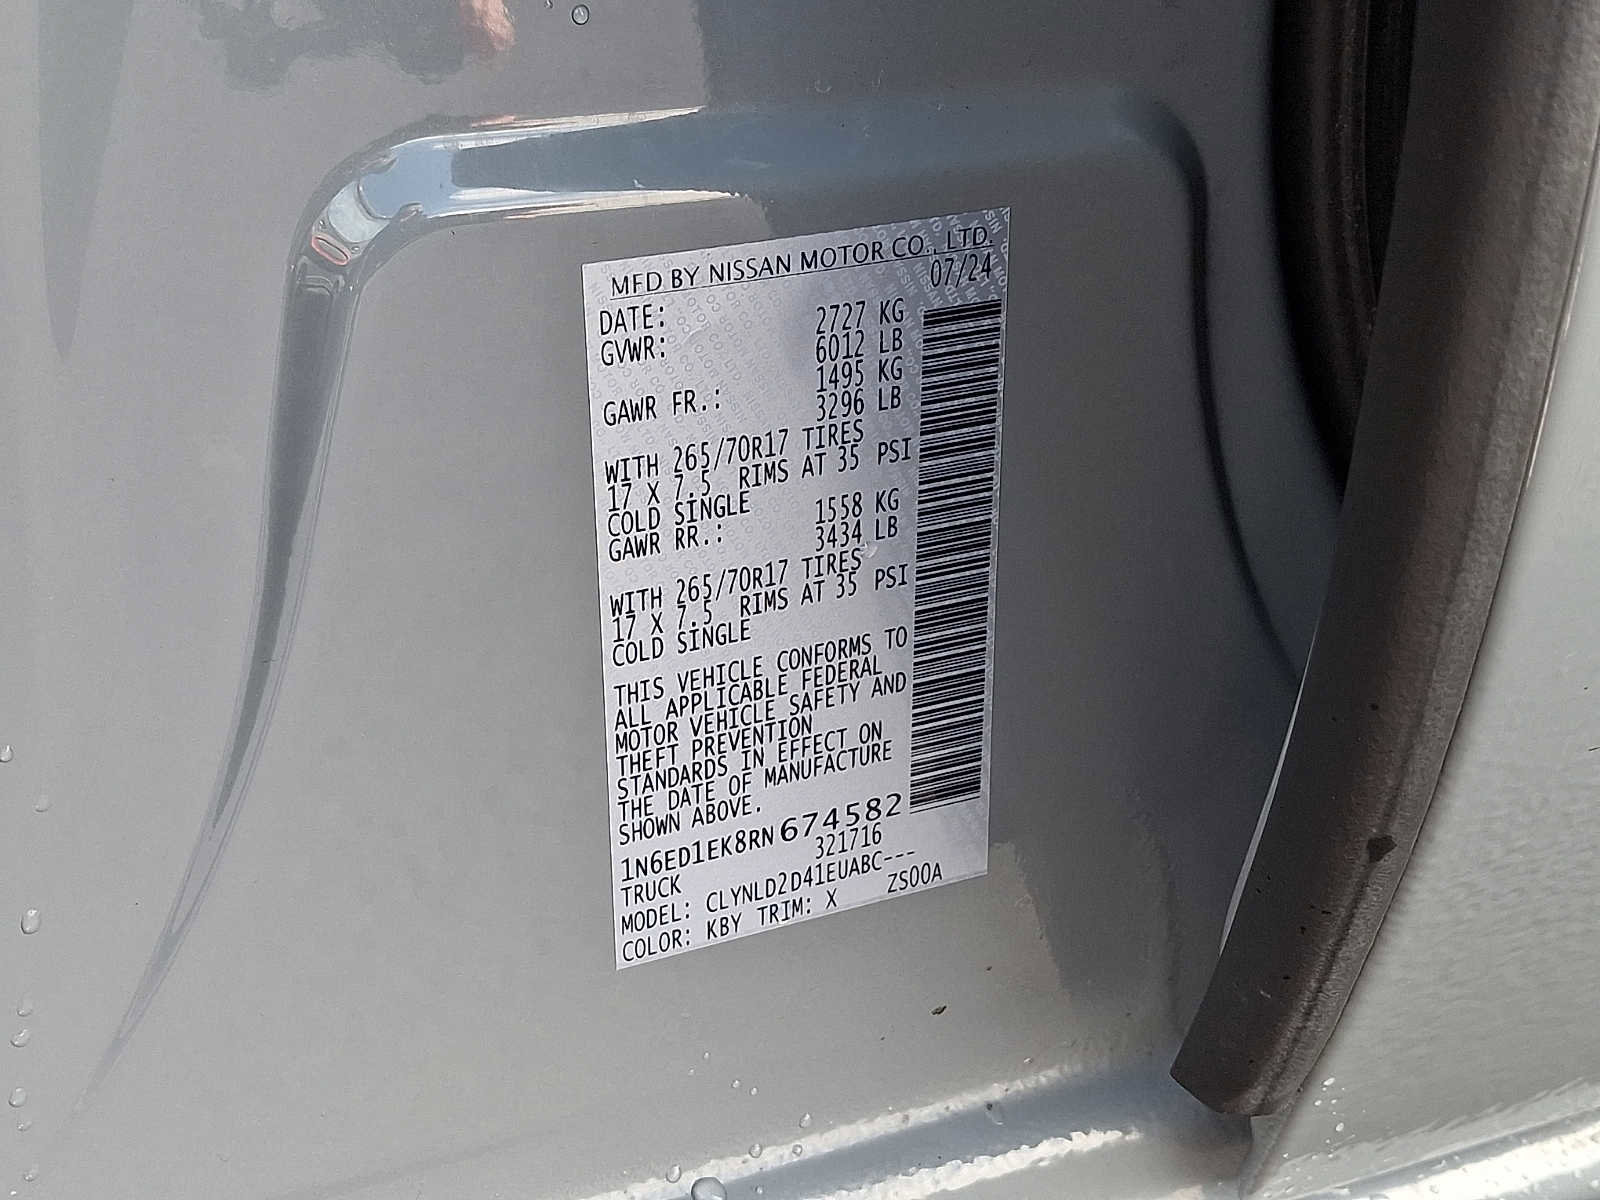 MFD BY NISSAN MOTOR CO., LTD.
07/24
DATE:
GVWR: 2727 KG
6012 LB
GAWR FR.: 1495 KG
3296 LB
WITH 265/70R17 TIRES
17 X 7.5 RIMS AT 35 PSI
COLD SINGLE
GAWR RR.: 1558 KG
3434 LB
WITH 265/70R17 TIRES
17 X 7.5 RIMS AT 35 PSI
COLD SINGLE
THIS VEHICLE CONFORMS TO
ALL APPLICABLE FEDERAL
MOTOR VEHICLE SAFETY AND
THEFT PREVENTION
STANDARDS IN EFFECT ON
THE DATE OF MANUFACTURE
SHOWN ABOVE.
1N6ED1EK8RN674582
TRUCK 321716
MODEL: CLYNLD2D41EUABC---
COLOR: KBY TRIM: X ZS00A